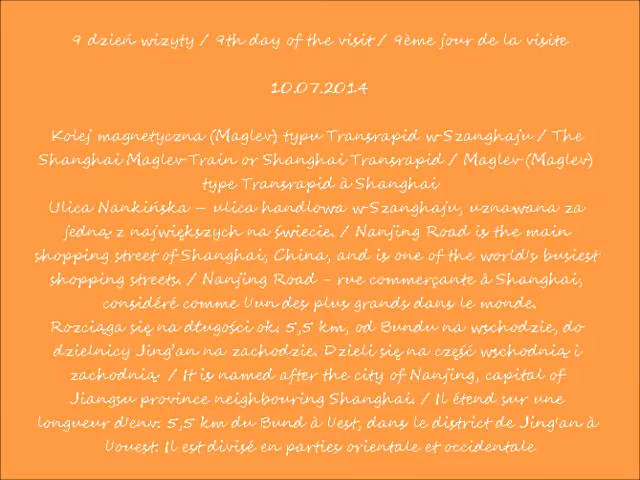 9 dzień wizyty / 9th day of the visit / 9ème jour de la visite
10.07.2014
Kolej magnetyczna (Maglev) typu Transrapid w Szanghaju / The
Shanghai Maglev Train or Shanghai Transrapid / Maglev (Maglev)
type Transrapid à Shanghai
Ulica Nankińska – ulica handlowa w Szanghaju, uznawana za
jedną z największych na świecie. / Nanjing Road is the main
shopping street of Shanghai, China, and is one of the world's busiest
shopping streets. / Nanjing Road - rue commerçante à Shanghai,
considéré comme l'un des plus grands dans le monde.
Rozciąga się na długości ok. 5,5 km, od Bundu na wschodzie, do
dzielnicy Jing'an na zachodzie. Dzieli się na część wschodnią i
zachodnią / It is named after the city of Nanjing, capital of
Jiangsu province neighbouring Shanghai. / Il étend sur une
longueur d'env. 5,5 km du Bund à l'est, dans le district de Jing'an à
l'ouest. Il est divisé en parties orientale et occidentale